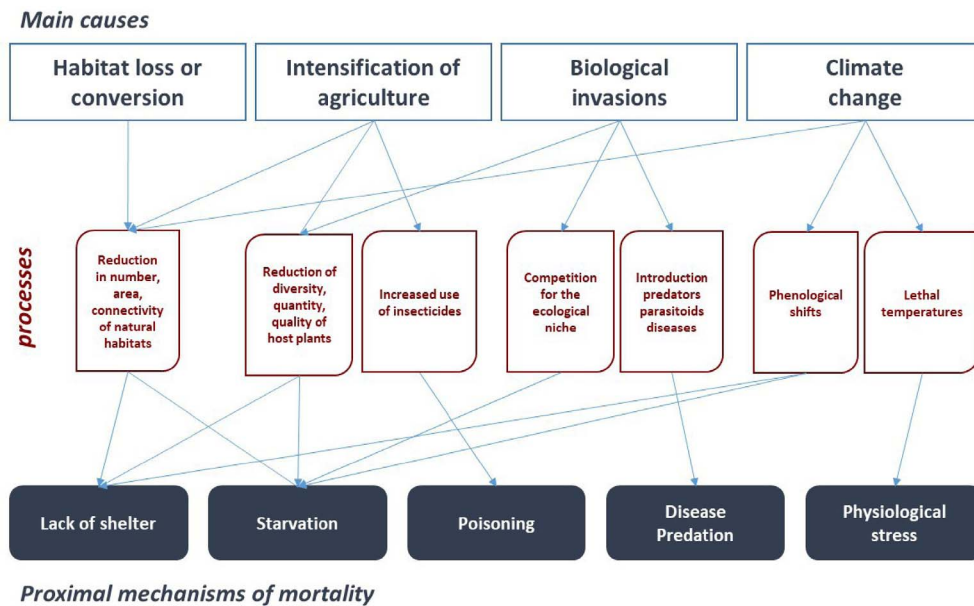 Main causes
Habitat loss or
conversion
Intensification of
agriculture
Biological
invasions
Climate
change
processes
Reduction
in number,
area,
connectivity
of natural
habitats
Reduction of
diversity,
quantity,
quality of
host plants
Increased use
of insecticides
Competition
for the
ecological
niche
Introduction
predators
parasitoids
diseases
Phenological
shifts
Lethal
temperatures
Lack of shelter
Starvation
Poisoning
Disease
Predation
Physiological
stress
Proximal mechanisms of mortality